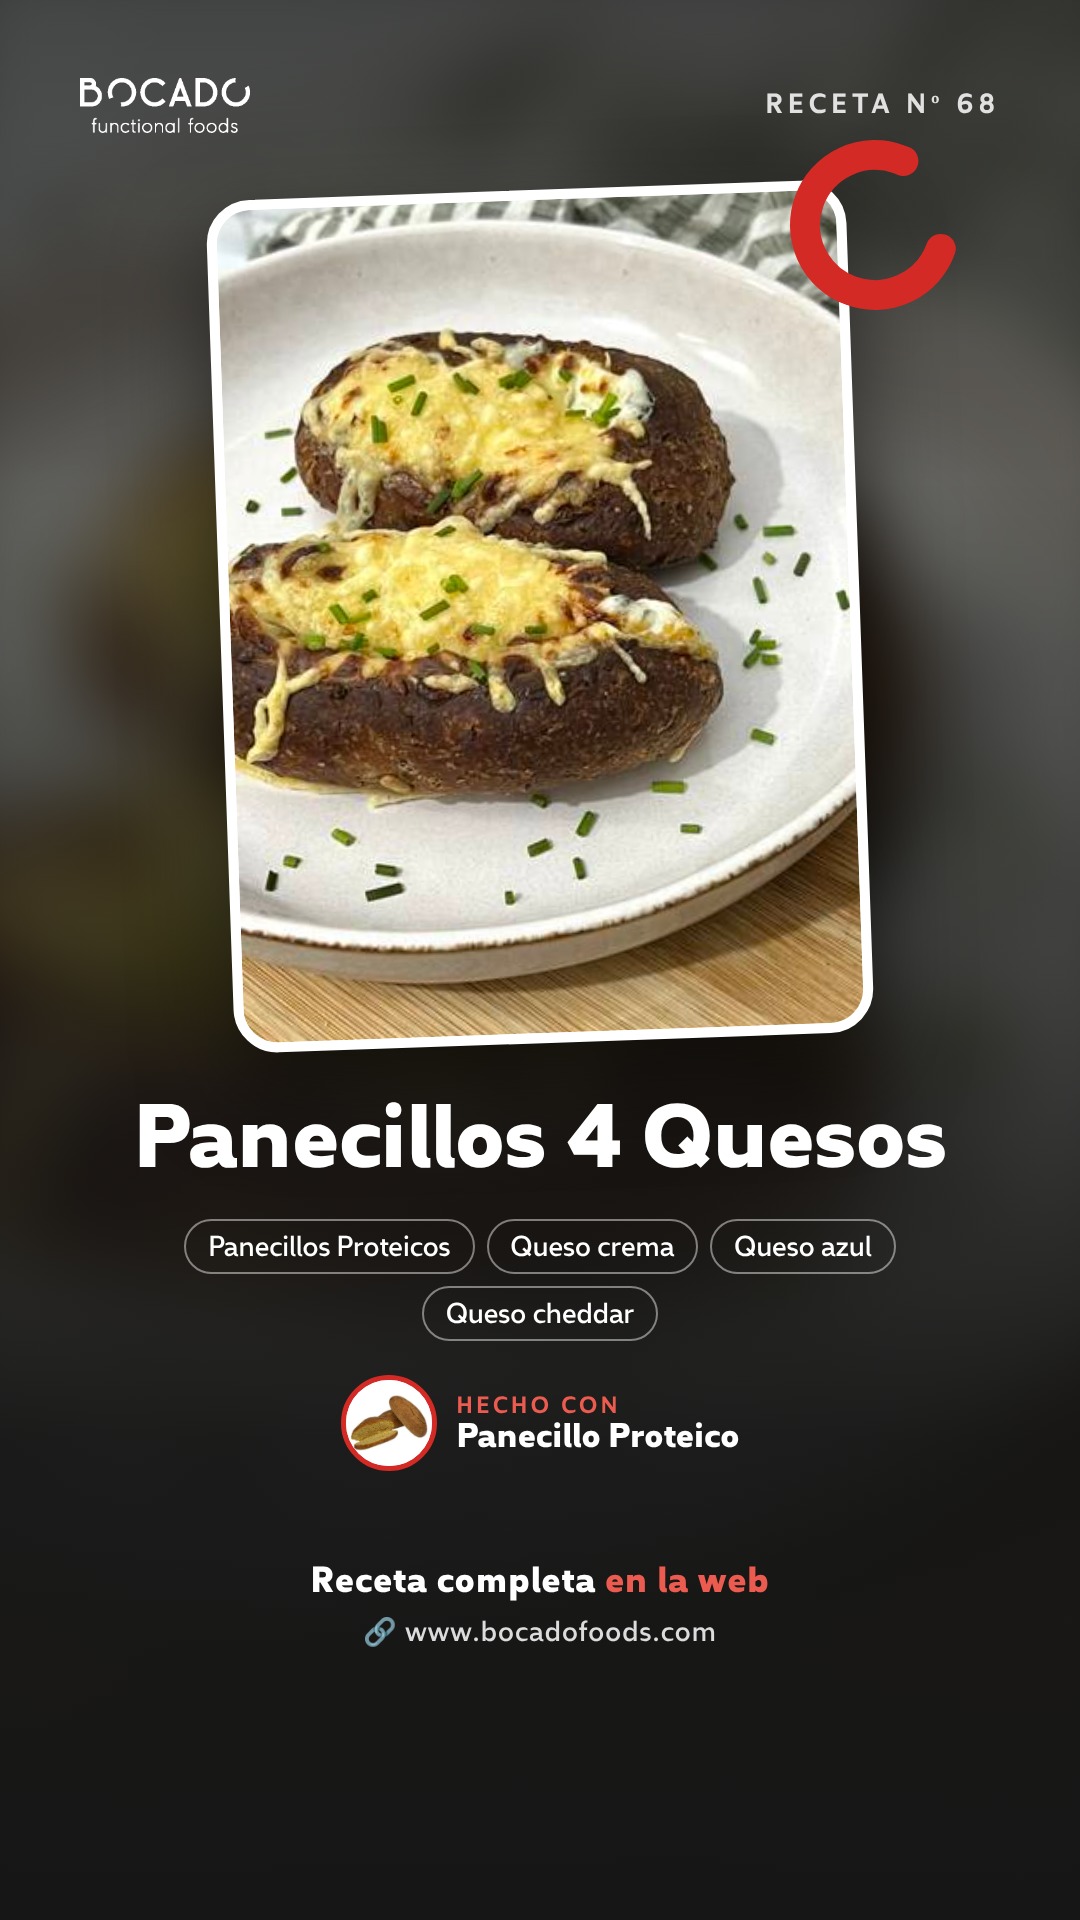 BOCADO
functional foods
RECETA Nº 68
Panecillos 4 Quesos
Panecillos Proteicos
Queso crema
Queso azul
Queso cheddar
HECHO CON
Panecillo Proteico
Receta completa en la web
www.bocadofoods.com